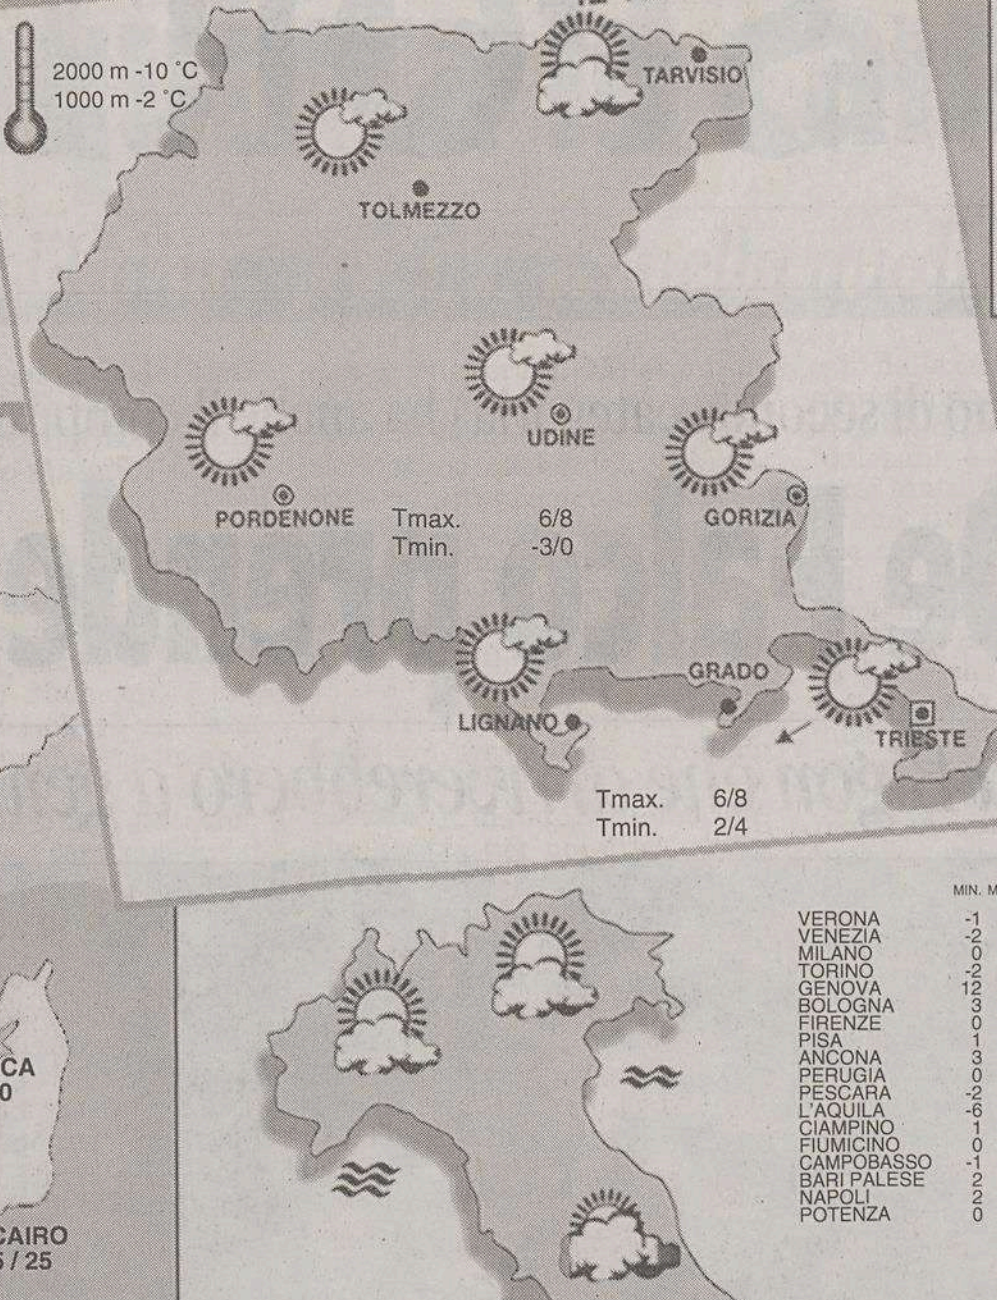 2000 m -10 °C
1000 m -2 °C
TARVISIO
TOLMEZZO
UDINE
PORDENONE
GORIZIA
Tmax. 6/8
Tmin. -3/0
GRADO
LIGNANO
TRIESTE
Tmax. 6/8
Tmin. 2/4
MIN. M
VERONA -1
VENEZIA -2
MILANO 0
TORINO -2
GENOVA 12
BOLOGNA 3
FIRENZE 0
PISA 1
ANCONA 3
PERUGIA 0
PESCARA -2
L'AQUILA -6
CIAMPINO 1
FIUMICINO 0
CAMPOBASSO -1
BARI PALESE 2
NAPOLI 2
POTENZA 0
CA
0
CAIRO
/ 25